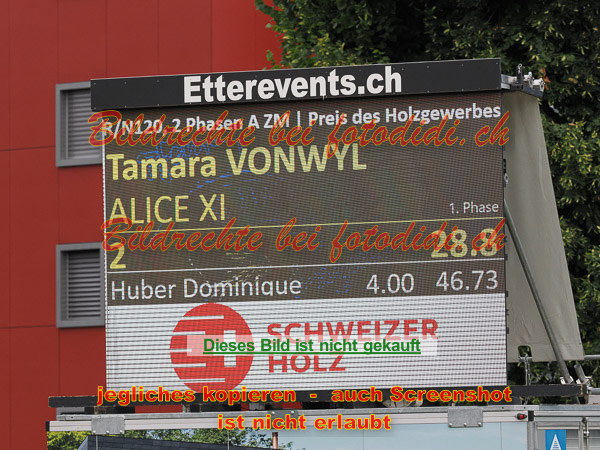 Etterevents.ch
R/N120, 2 Phasen A ZM | Preis des Holzgewerbes
Bildrechte bei fotodidi.ch
Tamara VONWYL
ALICE XI
1. Phase
Bildrechte bei fotodidi.ch
2 28.8
Huber Dominique 4.00 46.73
SCHWEIZER
Dieses Bild ist nicht gekauft
HOLZ
jegliches kopieren - auch Screenshot
ist nicht erlaubt